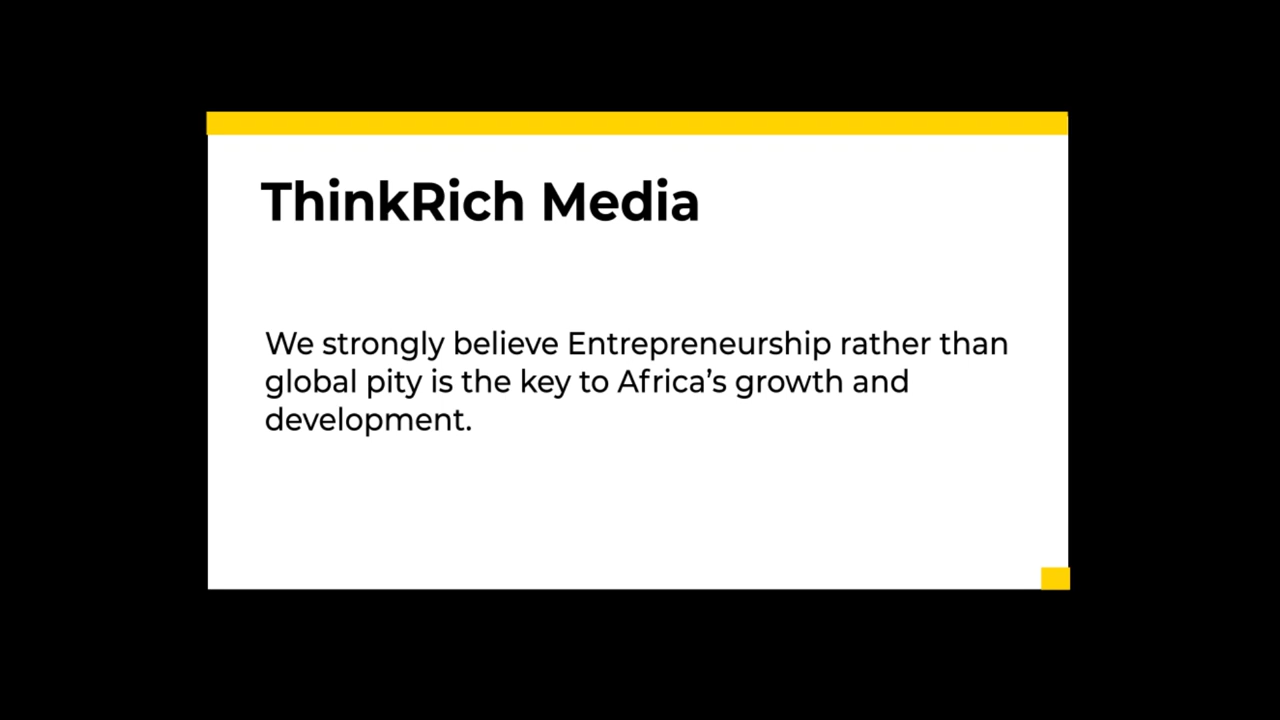 ThinkRich Media
We strongly believe Entrepreneurship rather than
global pity is the key to Africa’s growth and
development.